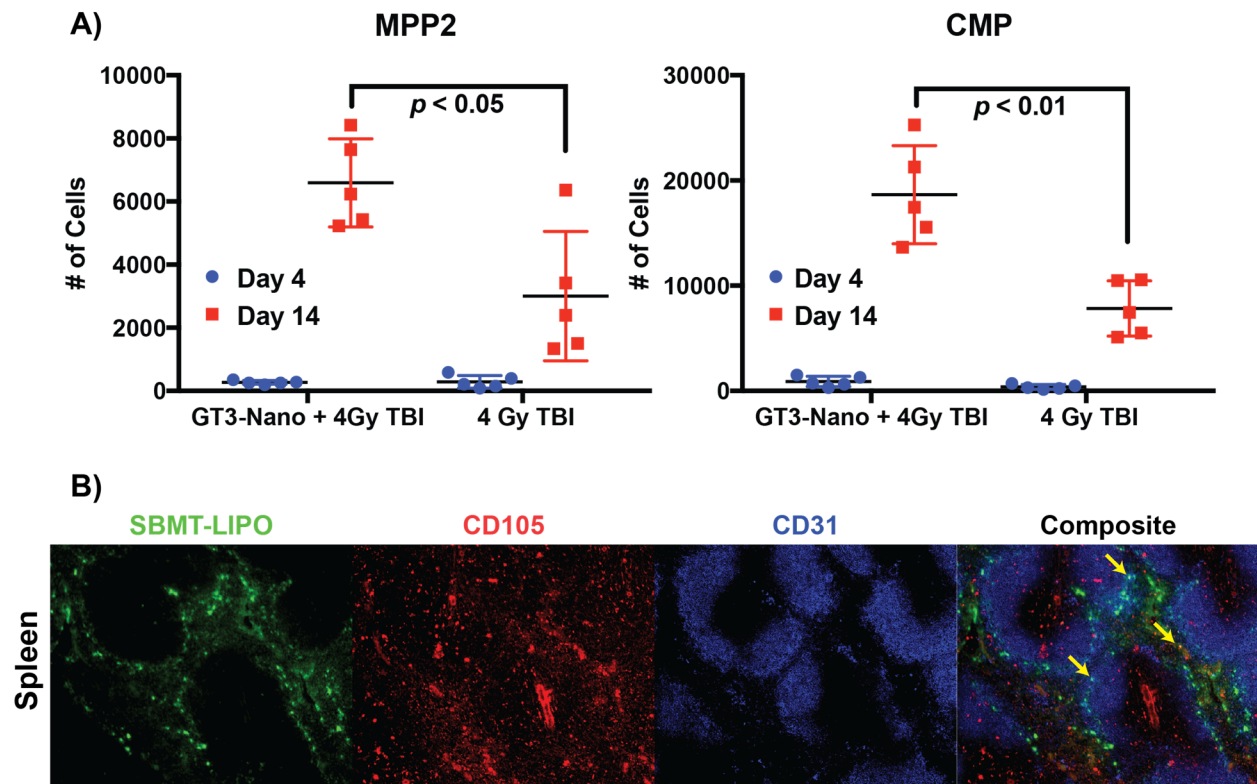 A)
MPP2
# of Cells
10000
8000
6000
4000
2000
0
p < 0.05
Day 4
Day 14
GT3-Nano + 4Gy TBI
4 Gy TBI
CMP
# of Cells
30000
20000
10000
0
p < 0.01
Day 4
Day 14
GT3-Nano + 4Gy TBI
4 Gy TBI
B)
SBMT-LIPO
CD105
CD31
Composite
Spleen